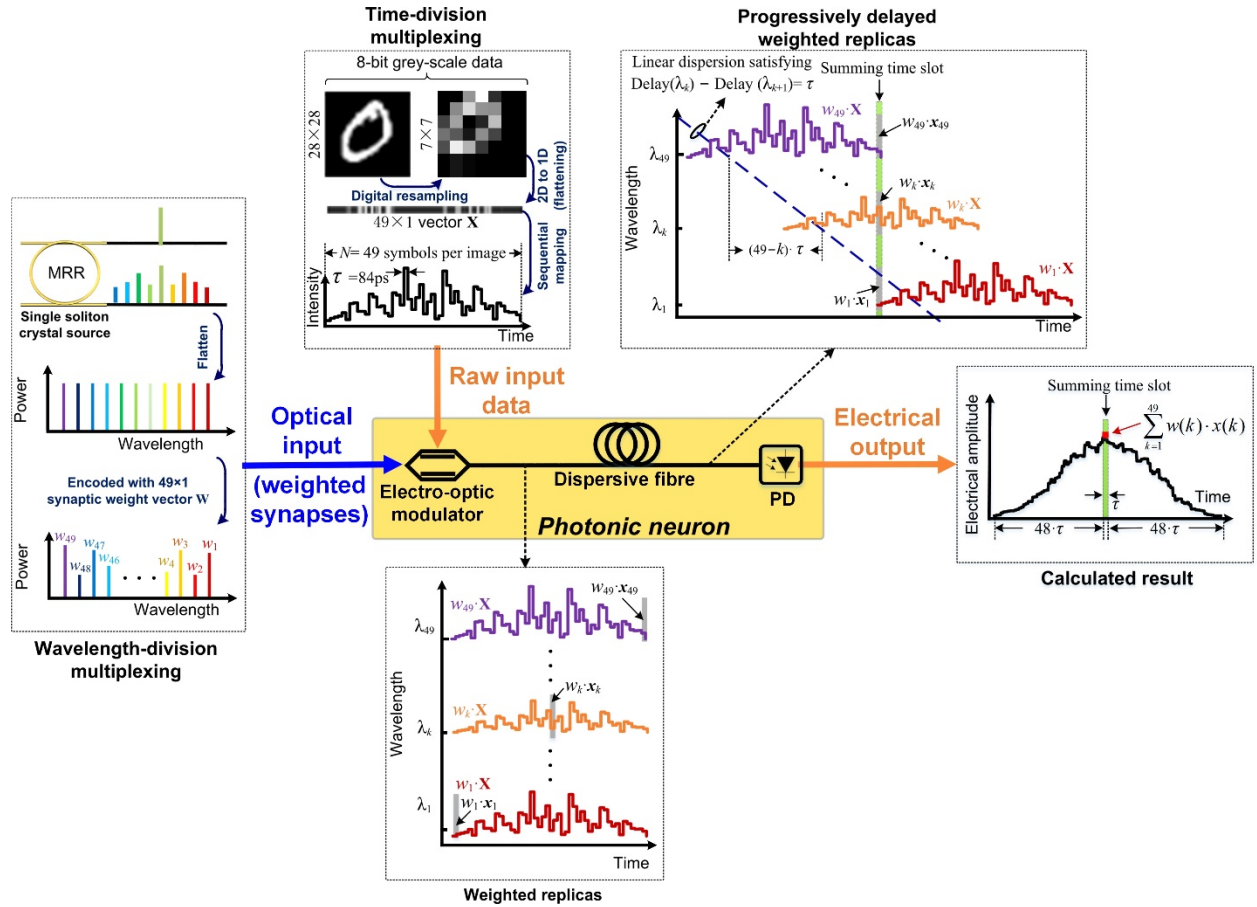 Time-division
multiplexing
8-bit grey-scale data
28×28
7×7
Digital resampling
2D to 1D
(flattening)
49×1 vector X
Sequential
mapping
N= 49 symbols per image
τ =84ps
Intensity
Time
Progressively delayed
weighted replicas
Linear dispersion satisfying
Delay(λk) − Delay (λk+1)= τ
Summing time slot
w49·X
w49·x49
λ49
wk·xk
wk·X
λk
(49−k)· τ
w1·X
w1·x1
λ1
Wavelength
Time
MRR
Single soliton
crystal source
Flatten
Power
Wavelength
Encoded with 49×1
synaptic weight vector W
w49
w48
w47
w46
w4
w3
w2
w1
Power
Wavelength
Wavelength-division
multiplexing
Optical
input
(weighted
synapses)
Raw input
data
Electro-optic
modulator
Dispersive fibre
PD
Photonic neuron
Electrical
output
Summing time slot
49
∑ w(k)·x(k)
k=1
Electrical amplitude
Time
τ
48·τ
48·τ
Calculated result
w49·x49
w49·X
λ49
wk·xk
wk·X
λk
w1·X
w1·x1
λ1
Wavelength
Time
Weighted replicas